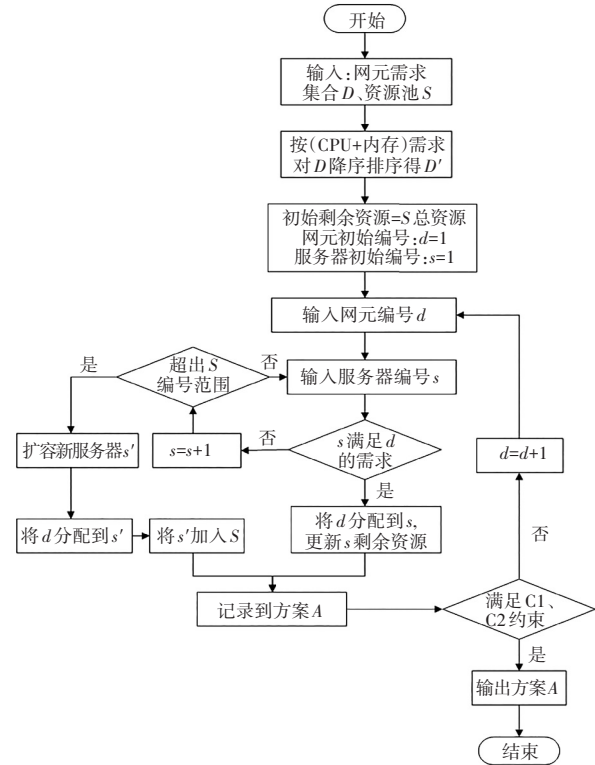 开始
输入:网元需求
集合D、资源池S
按(CPU+内存)需求
对D降序排序得D′
初始剩余资源=S总资源
网元初始编号:d=1
服务器初始编号:s=1
输入网元编号d
是
超出S
编号范围
否
输入服务器编号s
扩容新服务器s′
s=s+1
否
s满足d
的需求
d=d+1
是
将d分配到s′
将s′加入S
将d分配到s,
更新s剩余资源
否
记录到方案A
满足C1、
C2约束
是
输出方案A
结束